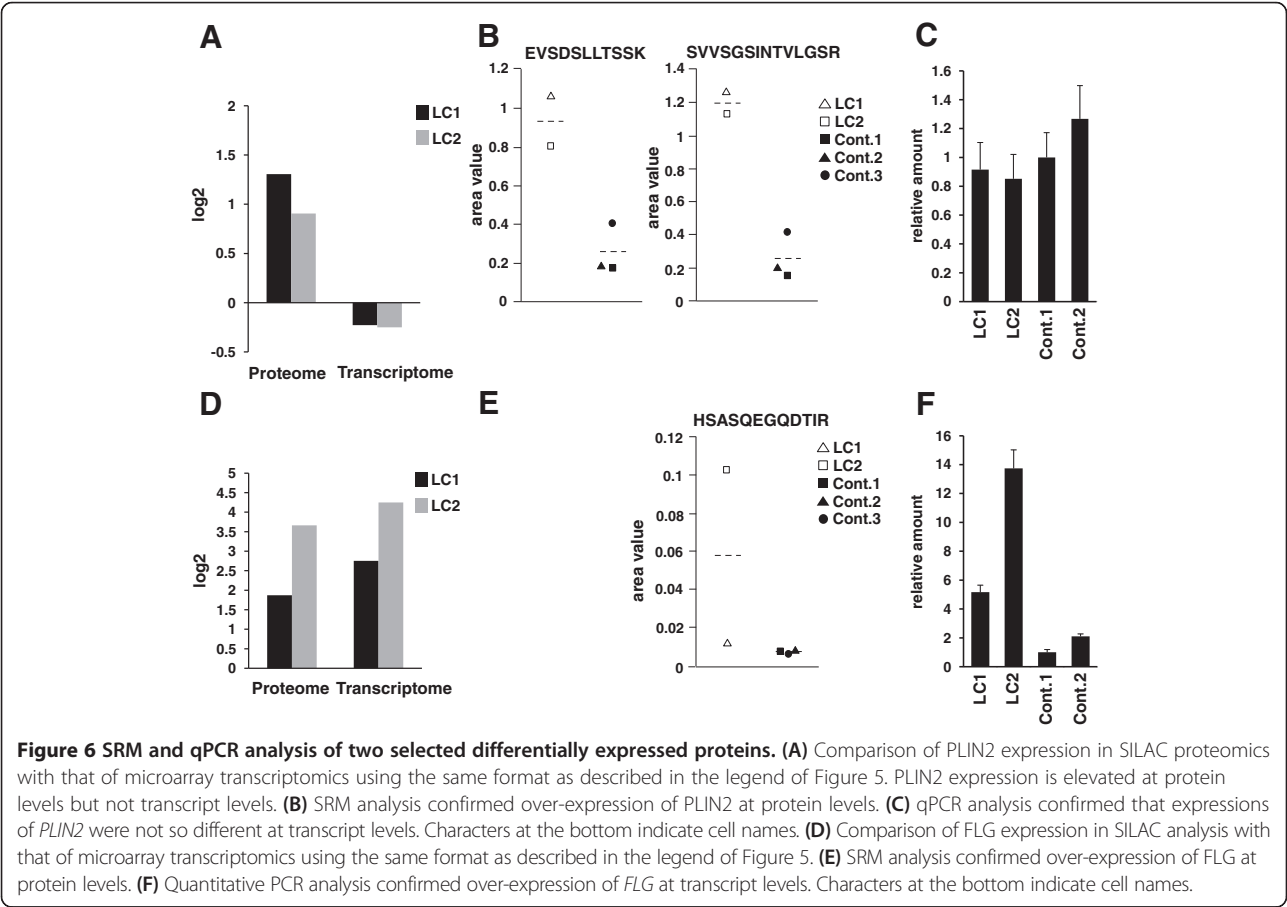 A
2
1.5
1
0.5
0
-0.5
log2
LC1
LC2
Proteome Transcriptome
B
EVSDSLLTSSK
1.2
1
0.8
0.6
0.4
0.2
0
area value
SVVSGSINTVLGSR
1.4
1.2
1
0.8
0.6
0.4
0.2
0
area value
LC1
LC2
Cont.1
Cont.2
Cont.3
C
1.6
1.4
1.2
1
0.8
0.6
0.4
0.2
0
relative amount
LC1
LC2
Cont.1
Cont.2
D
5
4.5
4
3.5
3
2.5
2
1.5
1
0.5
0
log2
LC1
LC2
Proteome Transcriptome
E
HSASQEGQDTIR
0.12
0.1
0.08
0.06
0.04
0.02
0
area value
LC1
LC2
Cont.1
Cont.2
Cont.3
F
16
14
12
10
8
6
4
2
0
relative amount
LC1
LC2
Cont.1
Cont.2
Figure 6 SRM and qPCR analysis of two selected differentially expressed proteins. (A) Comparison of PLIN2 expression in SILAC proteomics
with that of microarray transcriptomics using the same format as described in the legend of Figure 5. PLIN2 expression is elevated at protein
levels but not transcript levels. (B) SRM analysis confirmed over-expression of PLIN2 at protein levels. (C) qPCR analysis confirmed that expressions
of PLIN2 were not so different at transcript levels. Characters at the bottom indicate cell names. (D) Comparison of FLG expression in SILAC analysis with
that of microarray transcriptomics using the same format as described in the legend of Figure 5. (E) SRM analysis confirmed over-expression of FLG at
protein levels. (F) Quantitative PCR analysis confirmed over-expression of FLG at transcript levels. Characters at the bottom indicate cell names.